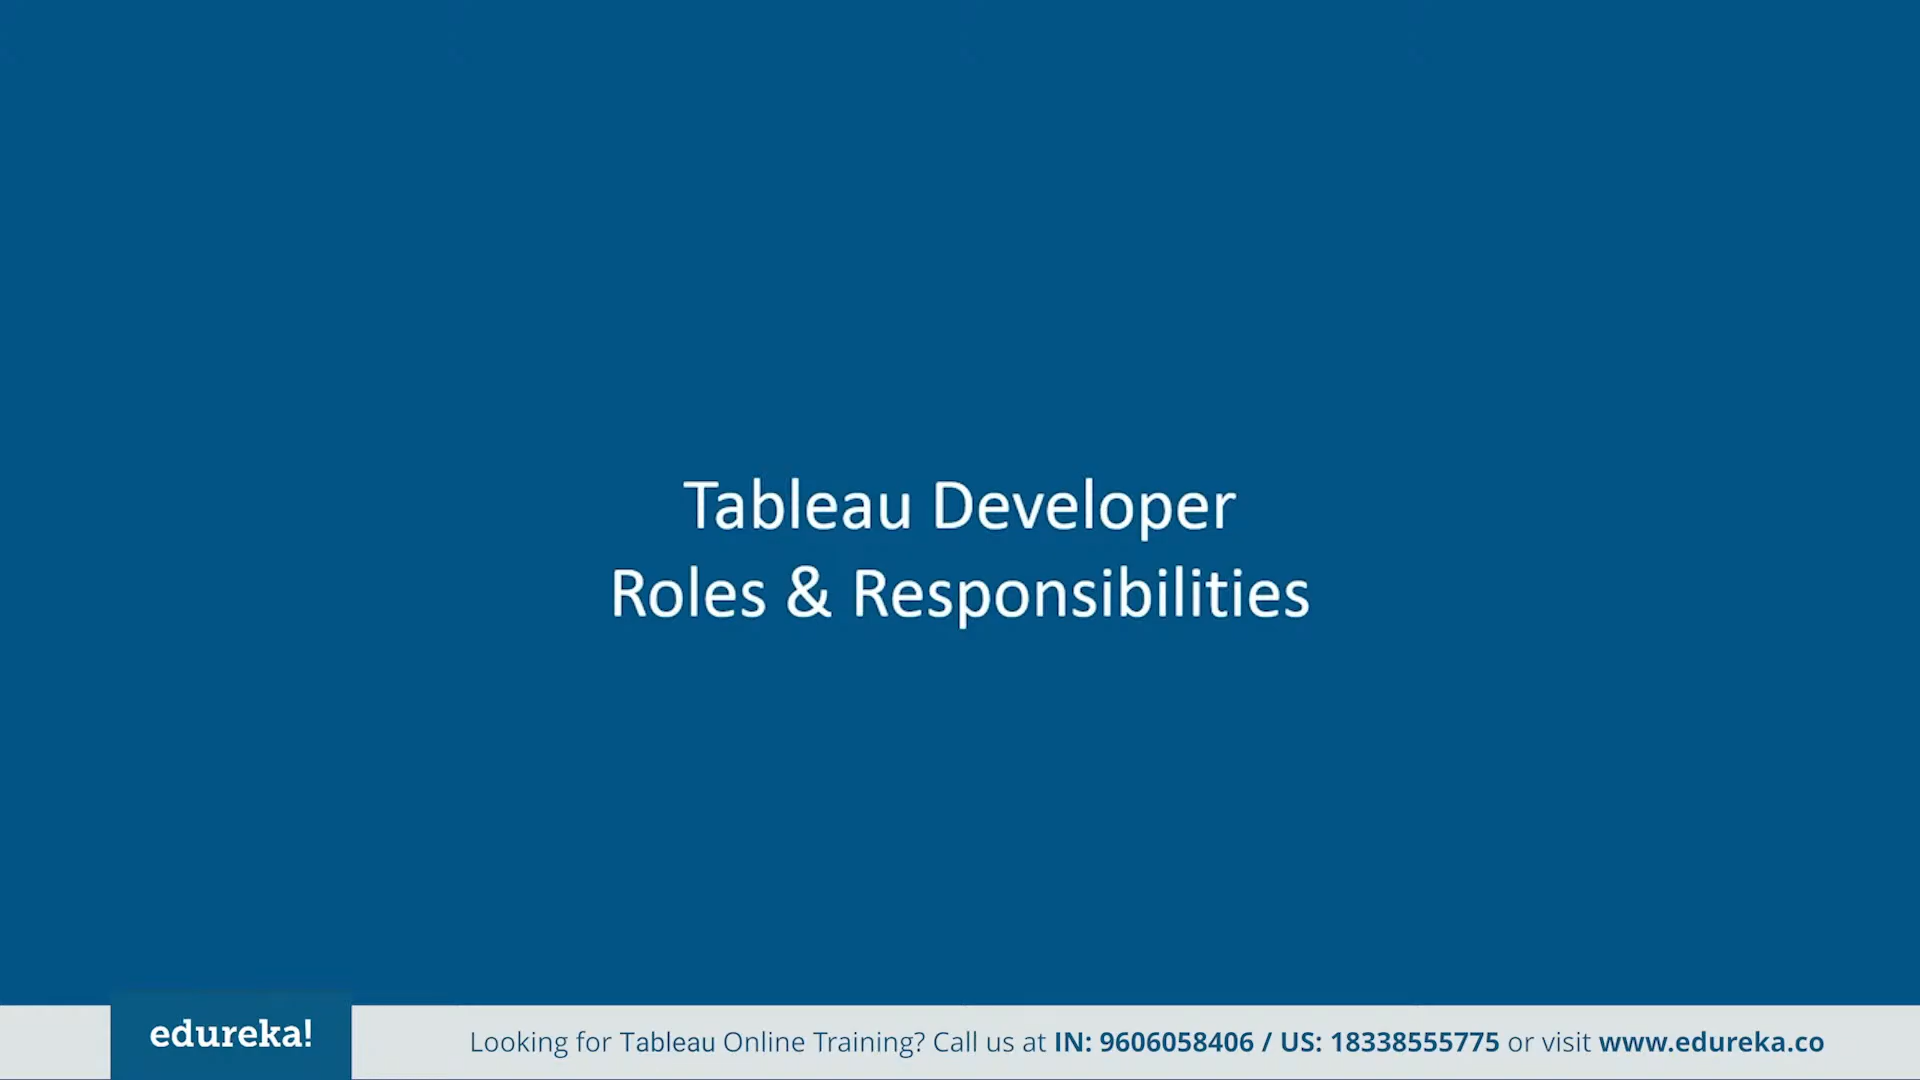 Tableau Developer
Roles & Responsibilities
edureka!
Looking for Tableau Online Training? Call us at IN: 9606058406 / US: 18338555775 or visit www.edureka.co